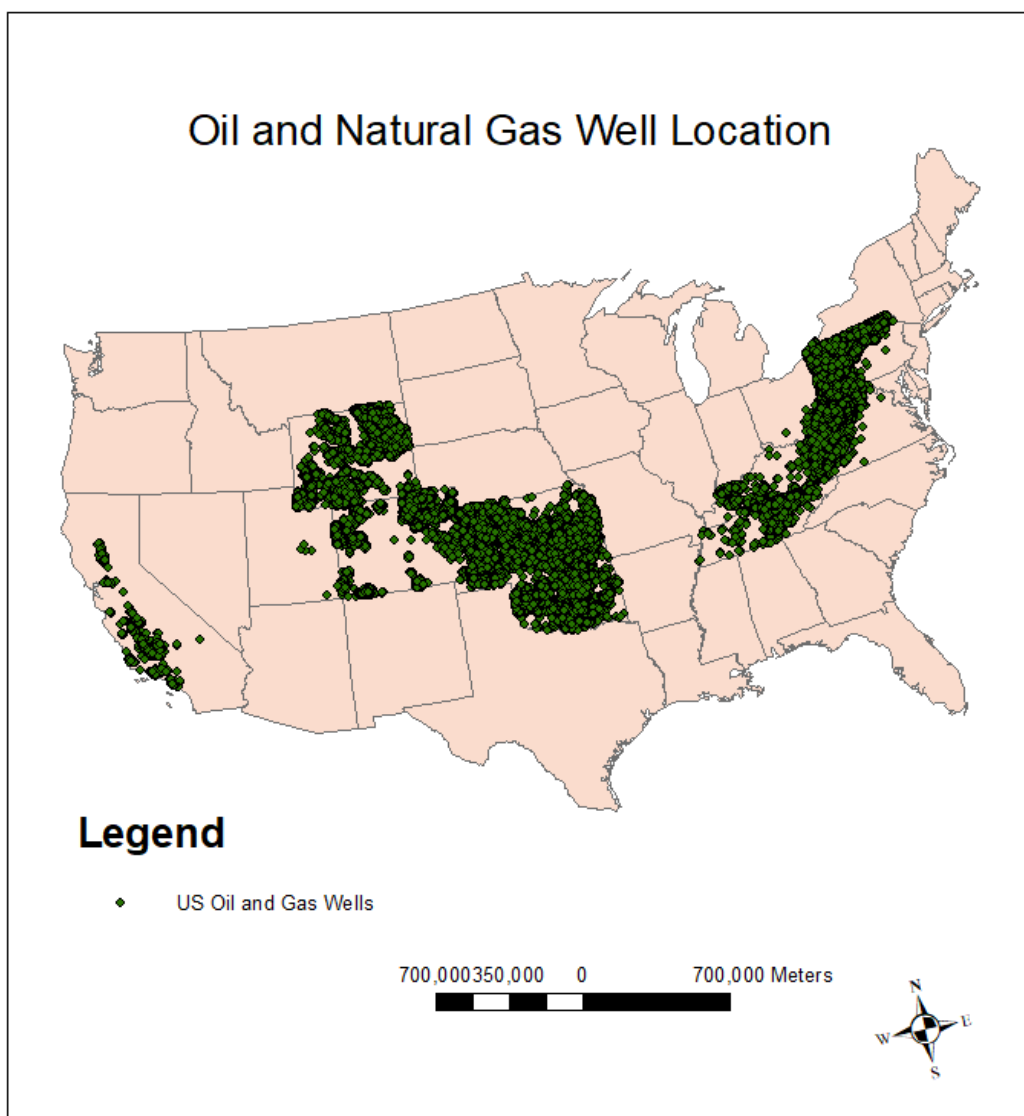 Oil and Natural Gas Well Location
Legend
US Oil and Gas Wells
700,000350,000 0 700,000 Meters
N
W E
S